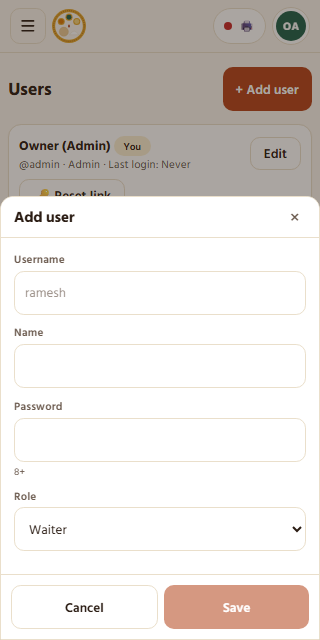 OA
Users
+ Add user
Owner (Admin) You
@admin · Admin · Last login: Never
Edit
Reset link
Add user
×
Username
ramesh
Name
Password
8+
Role
Waiter
Cancel
Save